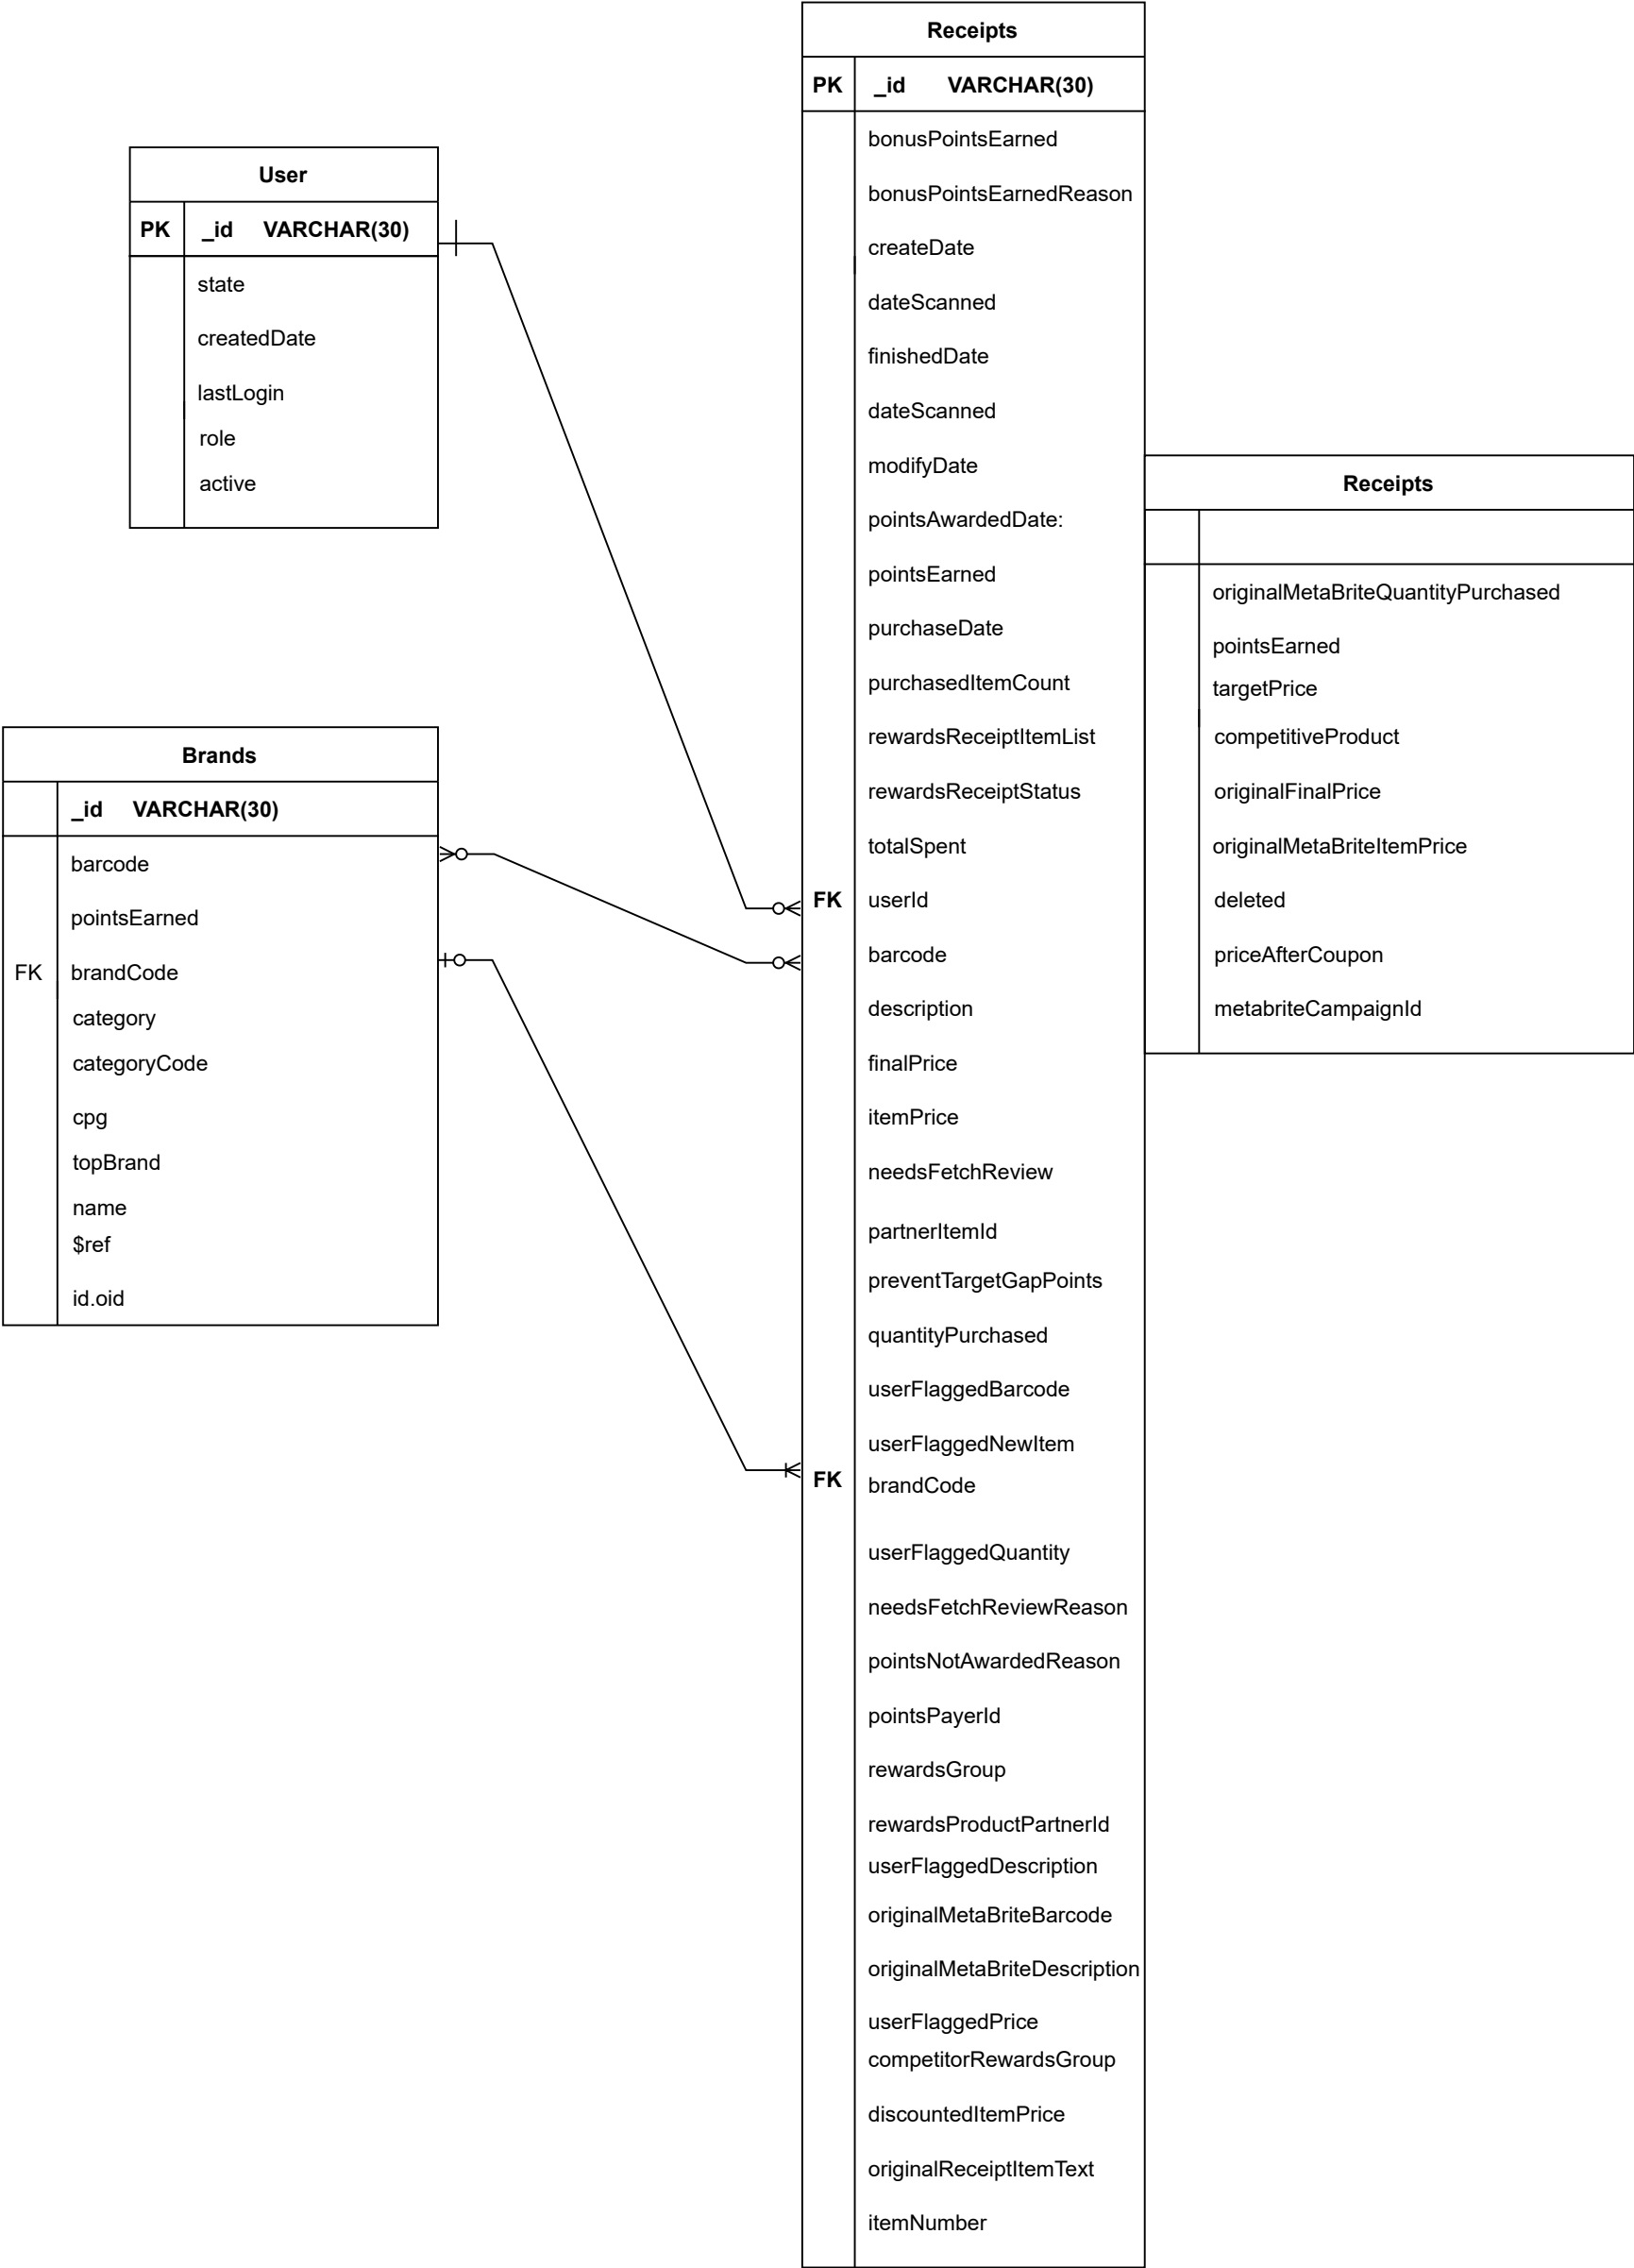 User
PK _id VARCHAR(30)
state
createdDate
lastLogin
role
active
Brands
_id VARCHAR(30)
barcode
pointsEarned
FK brandCode
category
categoryCode
cpg
topBrand
name
$ref
id.oid
Receipts
PK _id VARCHAR(30)
bonusPointsEarned
bonusPointsEarnedReason
createDate
dateScanned
finishedDate
dateScanned
modifyDate
pointsAwardedDate:
pointsEarned
purchaseDate
purchasedItemCount
rewardsReceiptItemList
rewardsReceiptStatus
totalSpent
FK userId
barcode
description
finalPrice
itemPrice
needsFetchReview
partnerItemId
preventTargetGapPoints
quantityPurchased
userFlaggedBarcode
userFlaggedNewItem
FK brandCode
userFlaggedQuantity
needsFetchReviewReason
pointsNotAwardedReason
pointsPayerId
rewardsGroup
rewardsProductPartnerId
userFlaggedDescription
originalMetaBriteBarcode
originalMetaBriteDescription
userFlaggedPrice
competitorRewardsGroup
discountedItemPrice
originalReceiptItemText
itemNumber
Receipts
originalMetaBriteQuantityPurchased
pointsEarned
targetPrice
competitiveProduct
originalFinalPrice
originalMetaBriteItemPrice
deleted
priceAfterCoupon
metabriteCampaignId